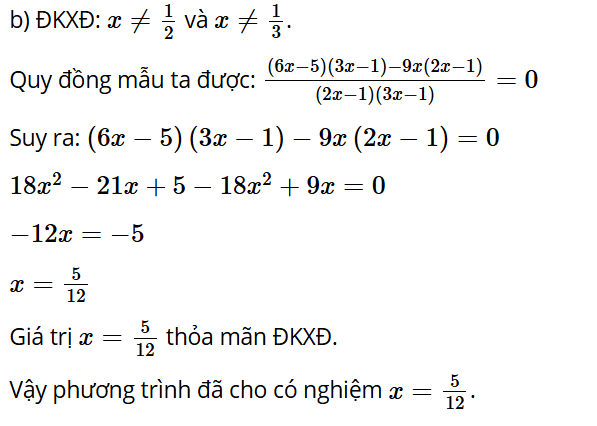 b) ĐKXĐ: $x \neq \frac{1}{2}$ và $x \neq \frac{1}{3}$.
Quy đồng mẫu ta được: $\frac{(6x-5)(3x-1)-9x(2x-1)}{(2x-1)(3x-1)} = 0$
Suy ra: $(6x-5)(3x-1) - 9x(2x-1) = 0$
$18x^2 - 21x + 5 - 18x^2 + 9x = 0$
$-12x = -5$
$x = \frac{5}{12}$
Giá trị $x = \frac{5}{12}$ thỏa mãn ĐKXĐ.
Vậy phương trình đã cho có nghiệm $x = \frac{5}{12}$.